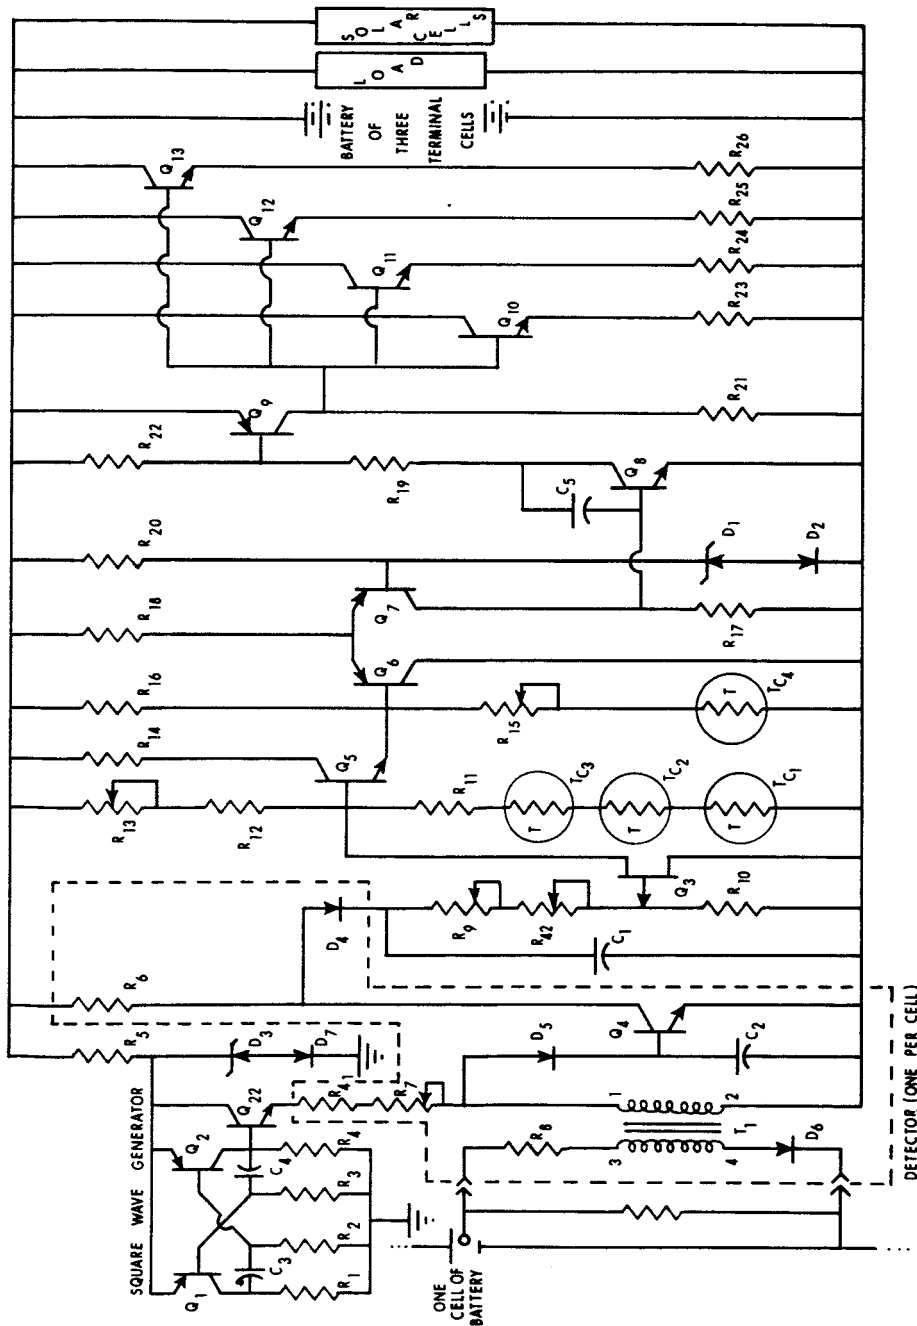 SQUARE WAVE GENERATOR
Q1
Q2
C3
C4
Q22
R1
R2
R3
R4
R41
R7
R5
D3
D7
R6
D4
ONE
CELL OF
BATTERY
R8
3
4
1
2
T1
D6
D5
Q4
C2
DETECTOR (ONE PER CELL)
C1
R9
R42
R10
Q3
R13
R12
R11
T
TC3
T
TC2
T
TC1
R14
Q5
R16
R15
T
TC4
R18
Q6
Q7
R17
R20
D1
D2
C5
Q8
R22
R19
Q9
R21
Q10
R23
Q11
R24
Q12
R25
Q13
R26
BATTERY
OF
THREE
TERMINAL
CELLS
LOAD
SOLAR
CELLS